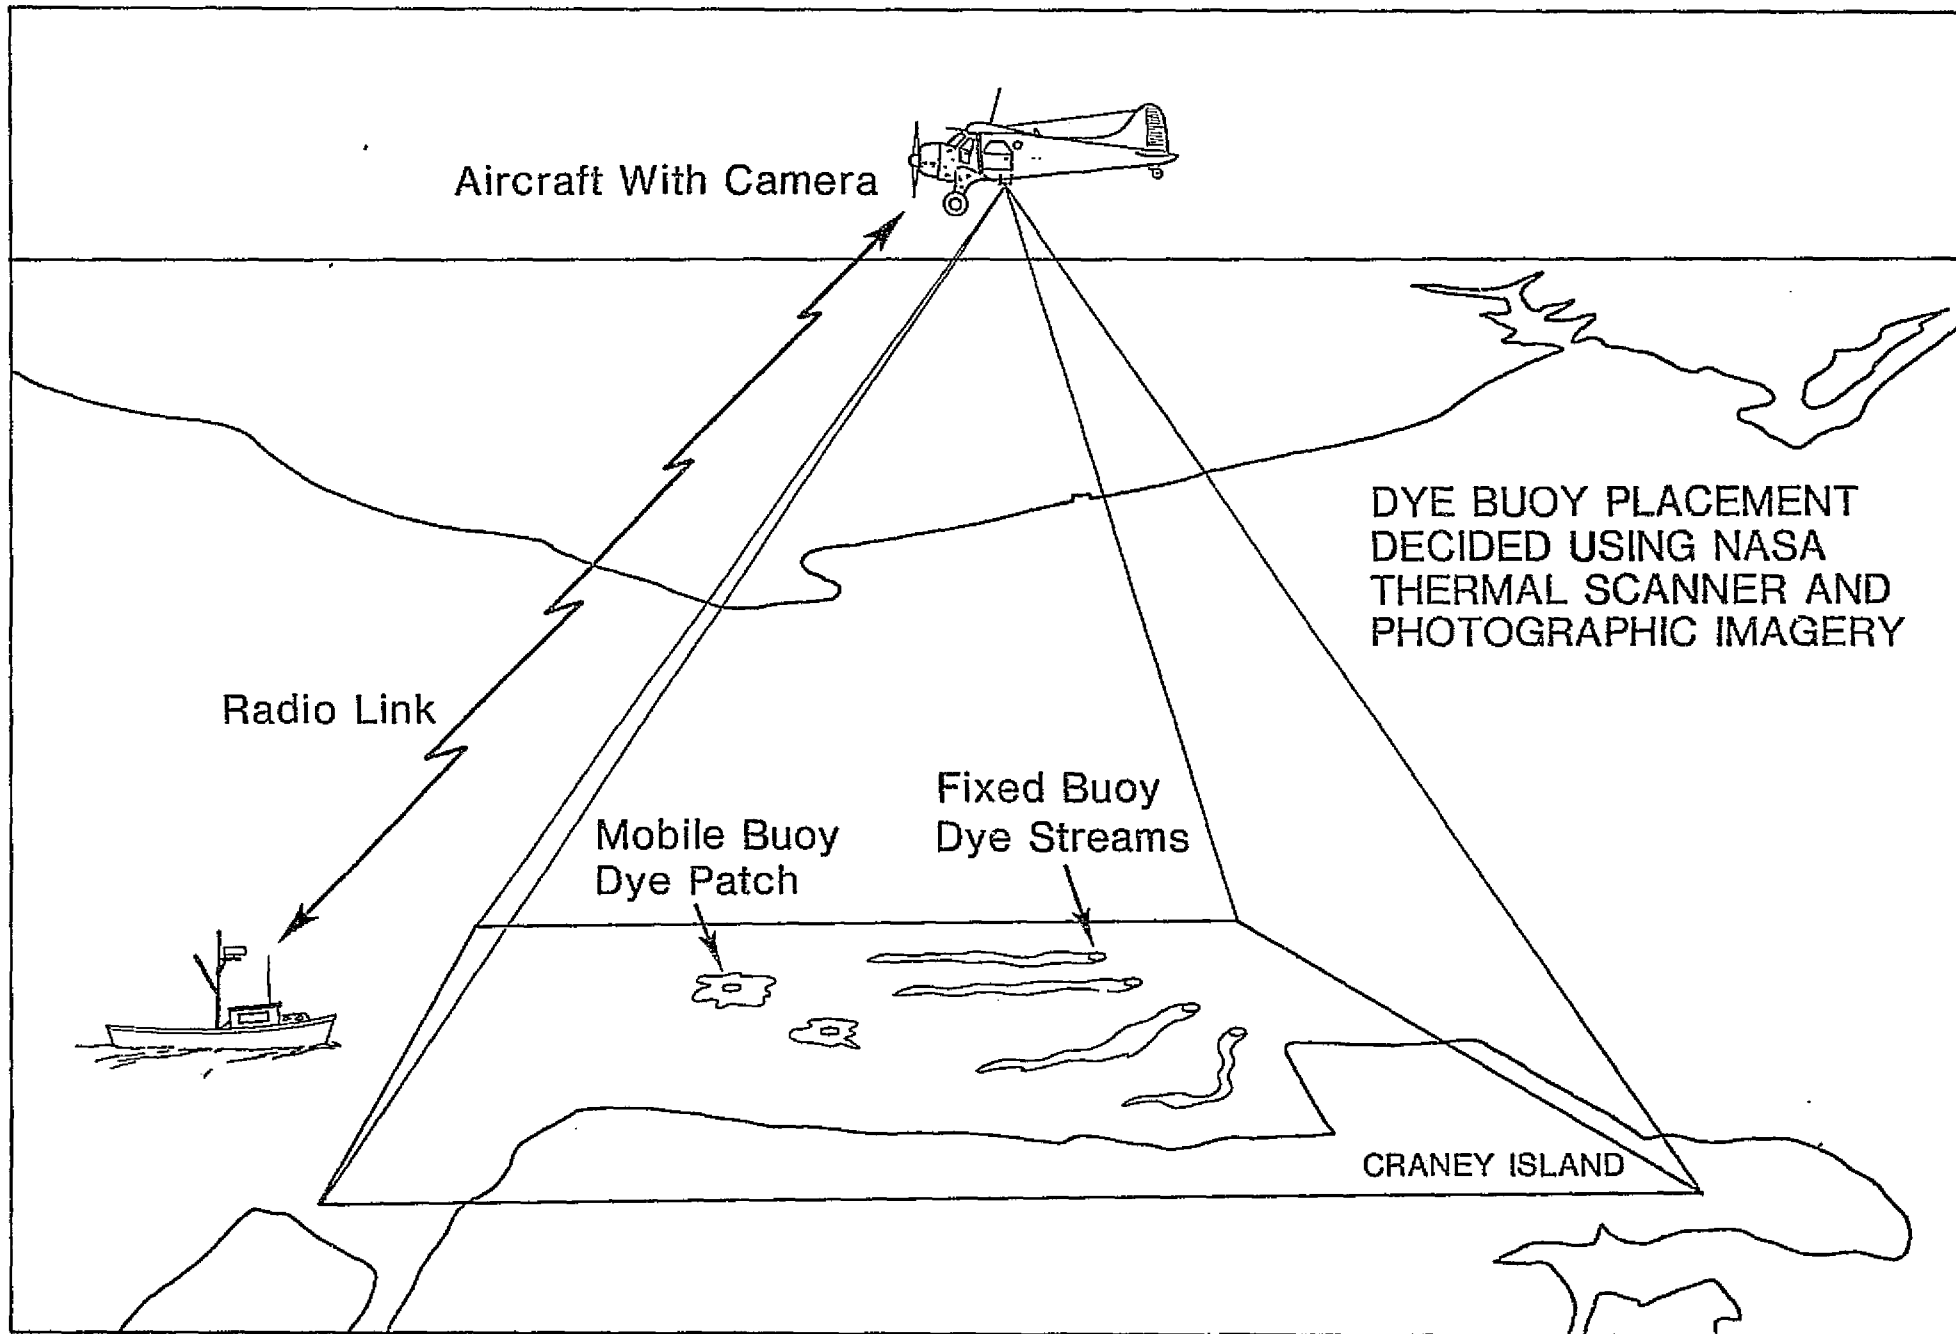 Aircraft With Camera
DYE BUOY PLACEMENT
DECIDED USING NASA
THERMAL SCANNER AND
PHOTOGRAPHIC IMAGERY
Radio Link
Mobile Buoy
Dye Patch
Fixed Buoy
Dye Streams
CRANEY ISLAND